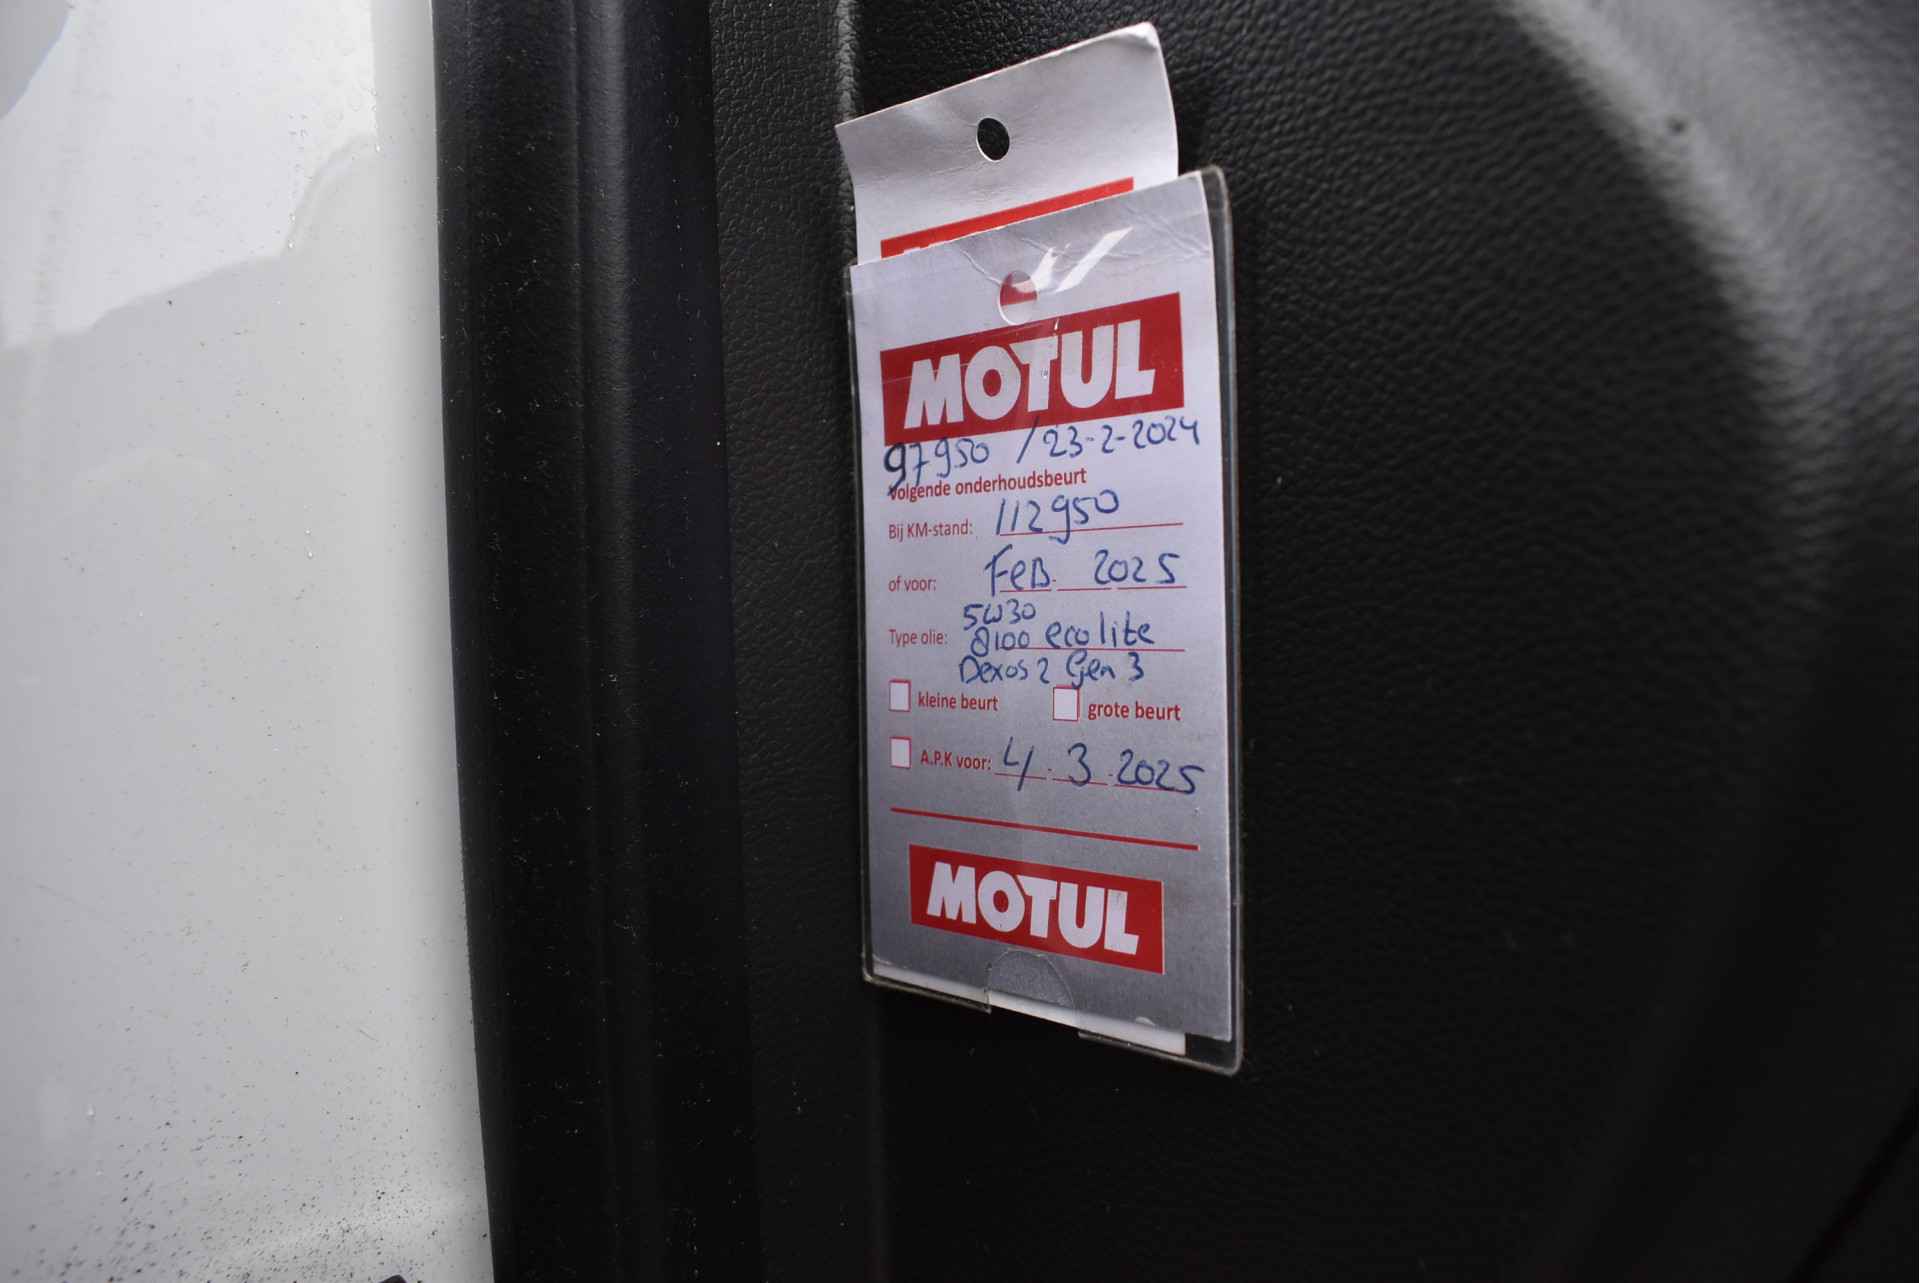 MOTUL
97950 / 23-2-2024
Volgende onderhoudsbeurt
Bij KM-stand: 112950
of voor: Feb. 2025
5W30
Type olie: 8100 eco lite
Dexos 2 Gen 3
kleine beurt grote beurt
A.P.K voor: 4.3.2025
MOTUL